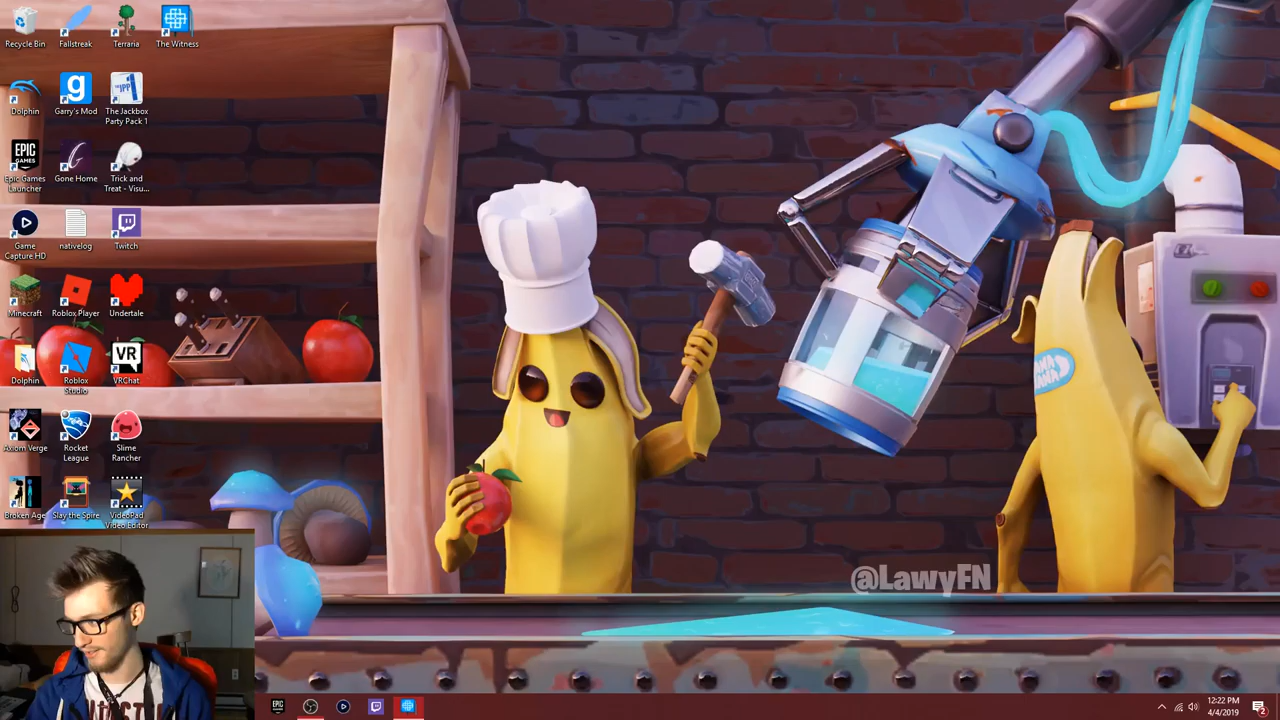 Recycle Bin
Fallstreak
Terraria
The Witness
Dolphin
Garry's Mod
The Jackbox
Party Pack 1
EPIC
GAMES
Epic Games
Launcher
Gone Home
Trick and
Treat - Visu...
Game
Capture HD
nativelog
Twitch
Minecraft
Roblox Player
Undertale
VR
Dolphin
Roblox
Studio
VRChat
Axiom Verge
Rocket
League
Slime
Rancher
Broken Age
Slay the Spire
VideoPad
Video Editor
@LawyFN
EPIC
12:22 PM
4/4/2019
2